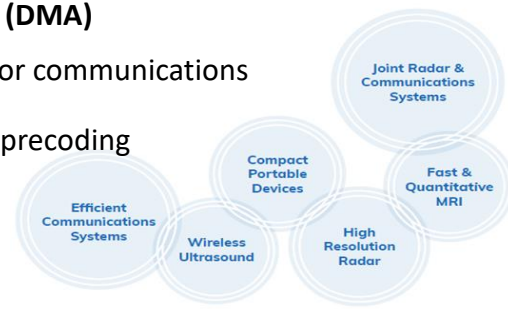 (DMA)
or communications
precoding
Joint Radar &
Communications
Systems
Compact
Portable
Devices
Fast &
Quantitative
MRI
Efficient
Communications
Systems
Wireless
Ultrasound
High
Resolution
Radar